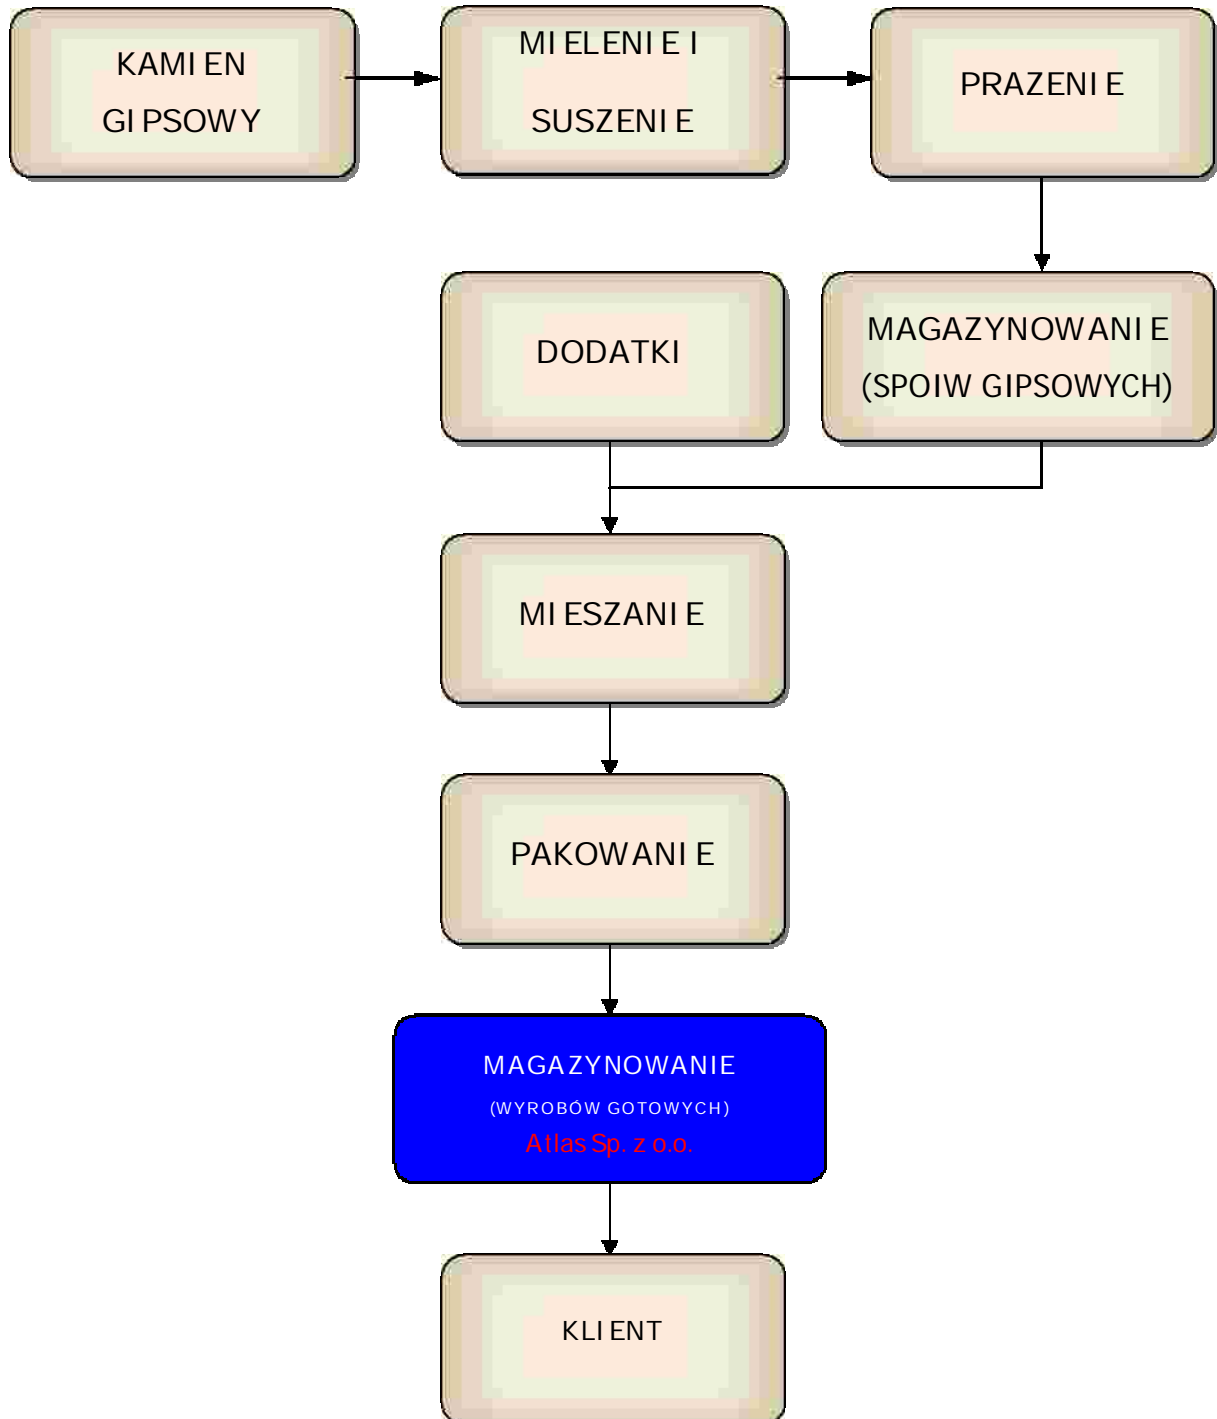 KAMIEN
GIPSOWY
MIELENIE I
SUSZENIE
PRAZENIE
DODATKI
MAGAZYNOWANIE
(SPOIW GIPSOWYCH)
MIESZANIE
PAKOWANIE
MAGAZYNOWANIE
(WYROBÓW GOTOWYCH)
Atlas Sp. z o.o.
KLIENT